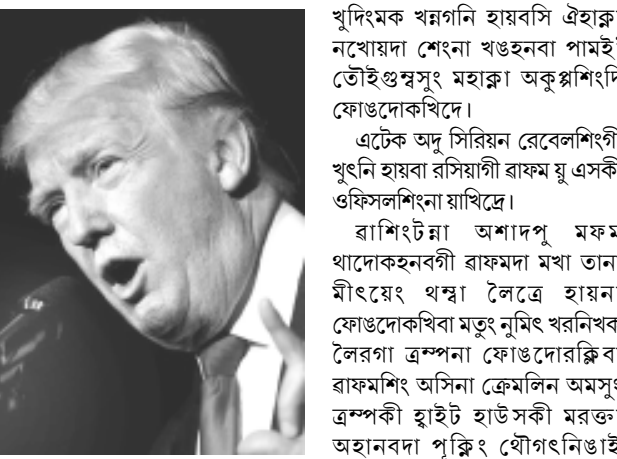 খুদিংমক খন্নগনি হায়বসি ঐহাক্না
নখোয়দা শেংনা খঙহনবা পামই
তৌইগুম্বসুং মহাক্না অকুপ্পশিংদি
ফোঙদোকখিদে।
এটেক অদু সিরিয়ন রেবেলশিংগী
খুৎনি হায়বা রসিয়াগী ৱাফম য়ু এসকী
ওফিসলশিংনা য়াখিদ্রে।
ৱাশিংটন্না অশাদপু মফম
থাদোকহনবগী ৱাফমদা মখা তানা
মীৎয়েং থম্বা লৈত্রে হায়না
ফোঙদোকখিবা মতুং নুমিৎ খরনিখক
লৈরগা ত্রম্পনা ফোঙদোরক্লিবা
ৱাফমশিং অসিনা ক্রেমলিন অমসুং
ত্রম্পকী হ্বাইট হাউসকী মরক্তা
অহানবদা পুক্নিং থৌগৎনিঙাই